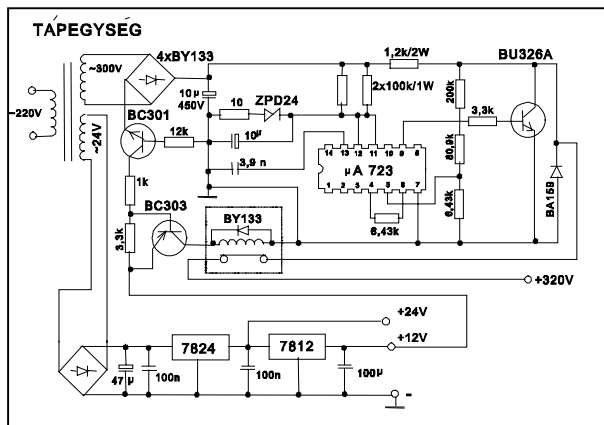 TÁPEGYSÉG
~300V
4xBY133
1,2k/2W
BU326A
10µ
450V
2x100k/1W
200k
~220V
10
ZPD24
BC301
~24V
12k
10µ
3,3k
3,9 n
14 13 12 11 10 9 8
µA 723
1 2 3 4 5 6 7
80,9k
BA159
1k
BC303
BY133
6,43k
6,43k
3,3k
+320V
+24V
+12V
7824
7812
47 µ
100n
100n
100µ
-